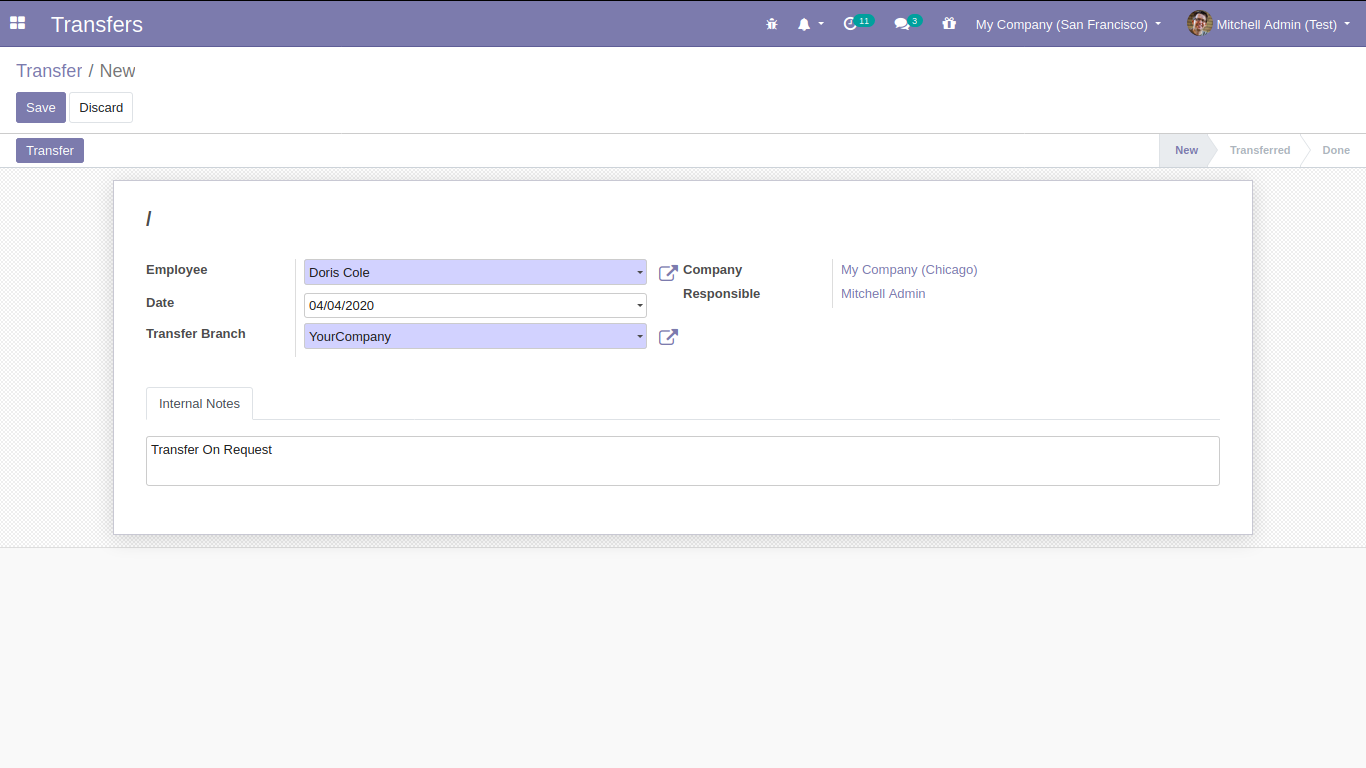 Transfers 11 3 My Company (San Francisco) Mitchell Admin (Test)
Transfer / New
Save Discard
Transfer New Transferred Done
/
Employee Doris Cole Company My Company (Chicago)
Responsible Mitchell Admin
Date 04/04/2020
Transfer Branch YourCompany
Internal Notes
Transfer On Request